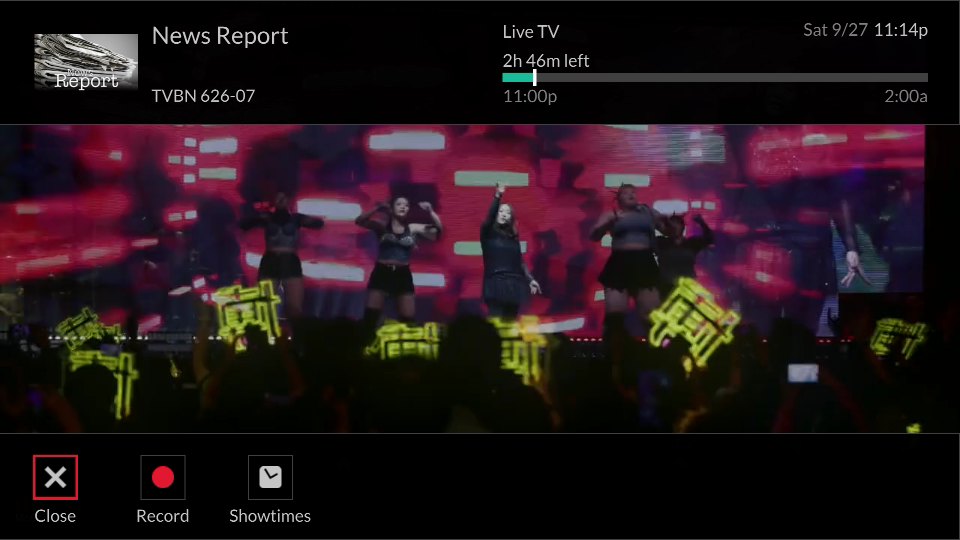 News Report
Report
TVBN 626-07
Live TV
Sat 9/27 11:14p
2h 46m left
11:00p
2:00a
Close
Record
Showtimes